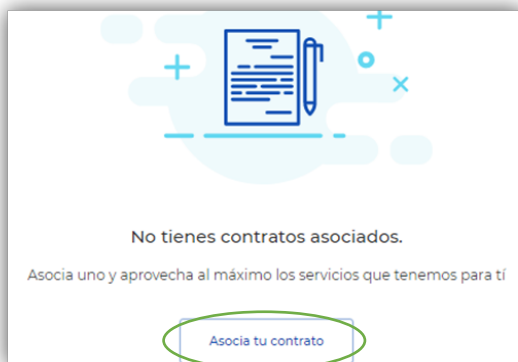 No tienes contratos asociados.
Asocia uno y aprovecha al máximo los servicios que tenemos para tí
Asocia tu contrato